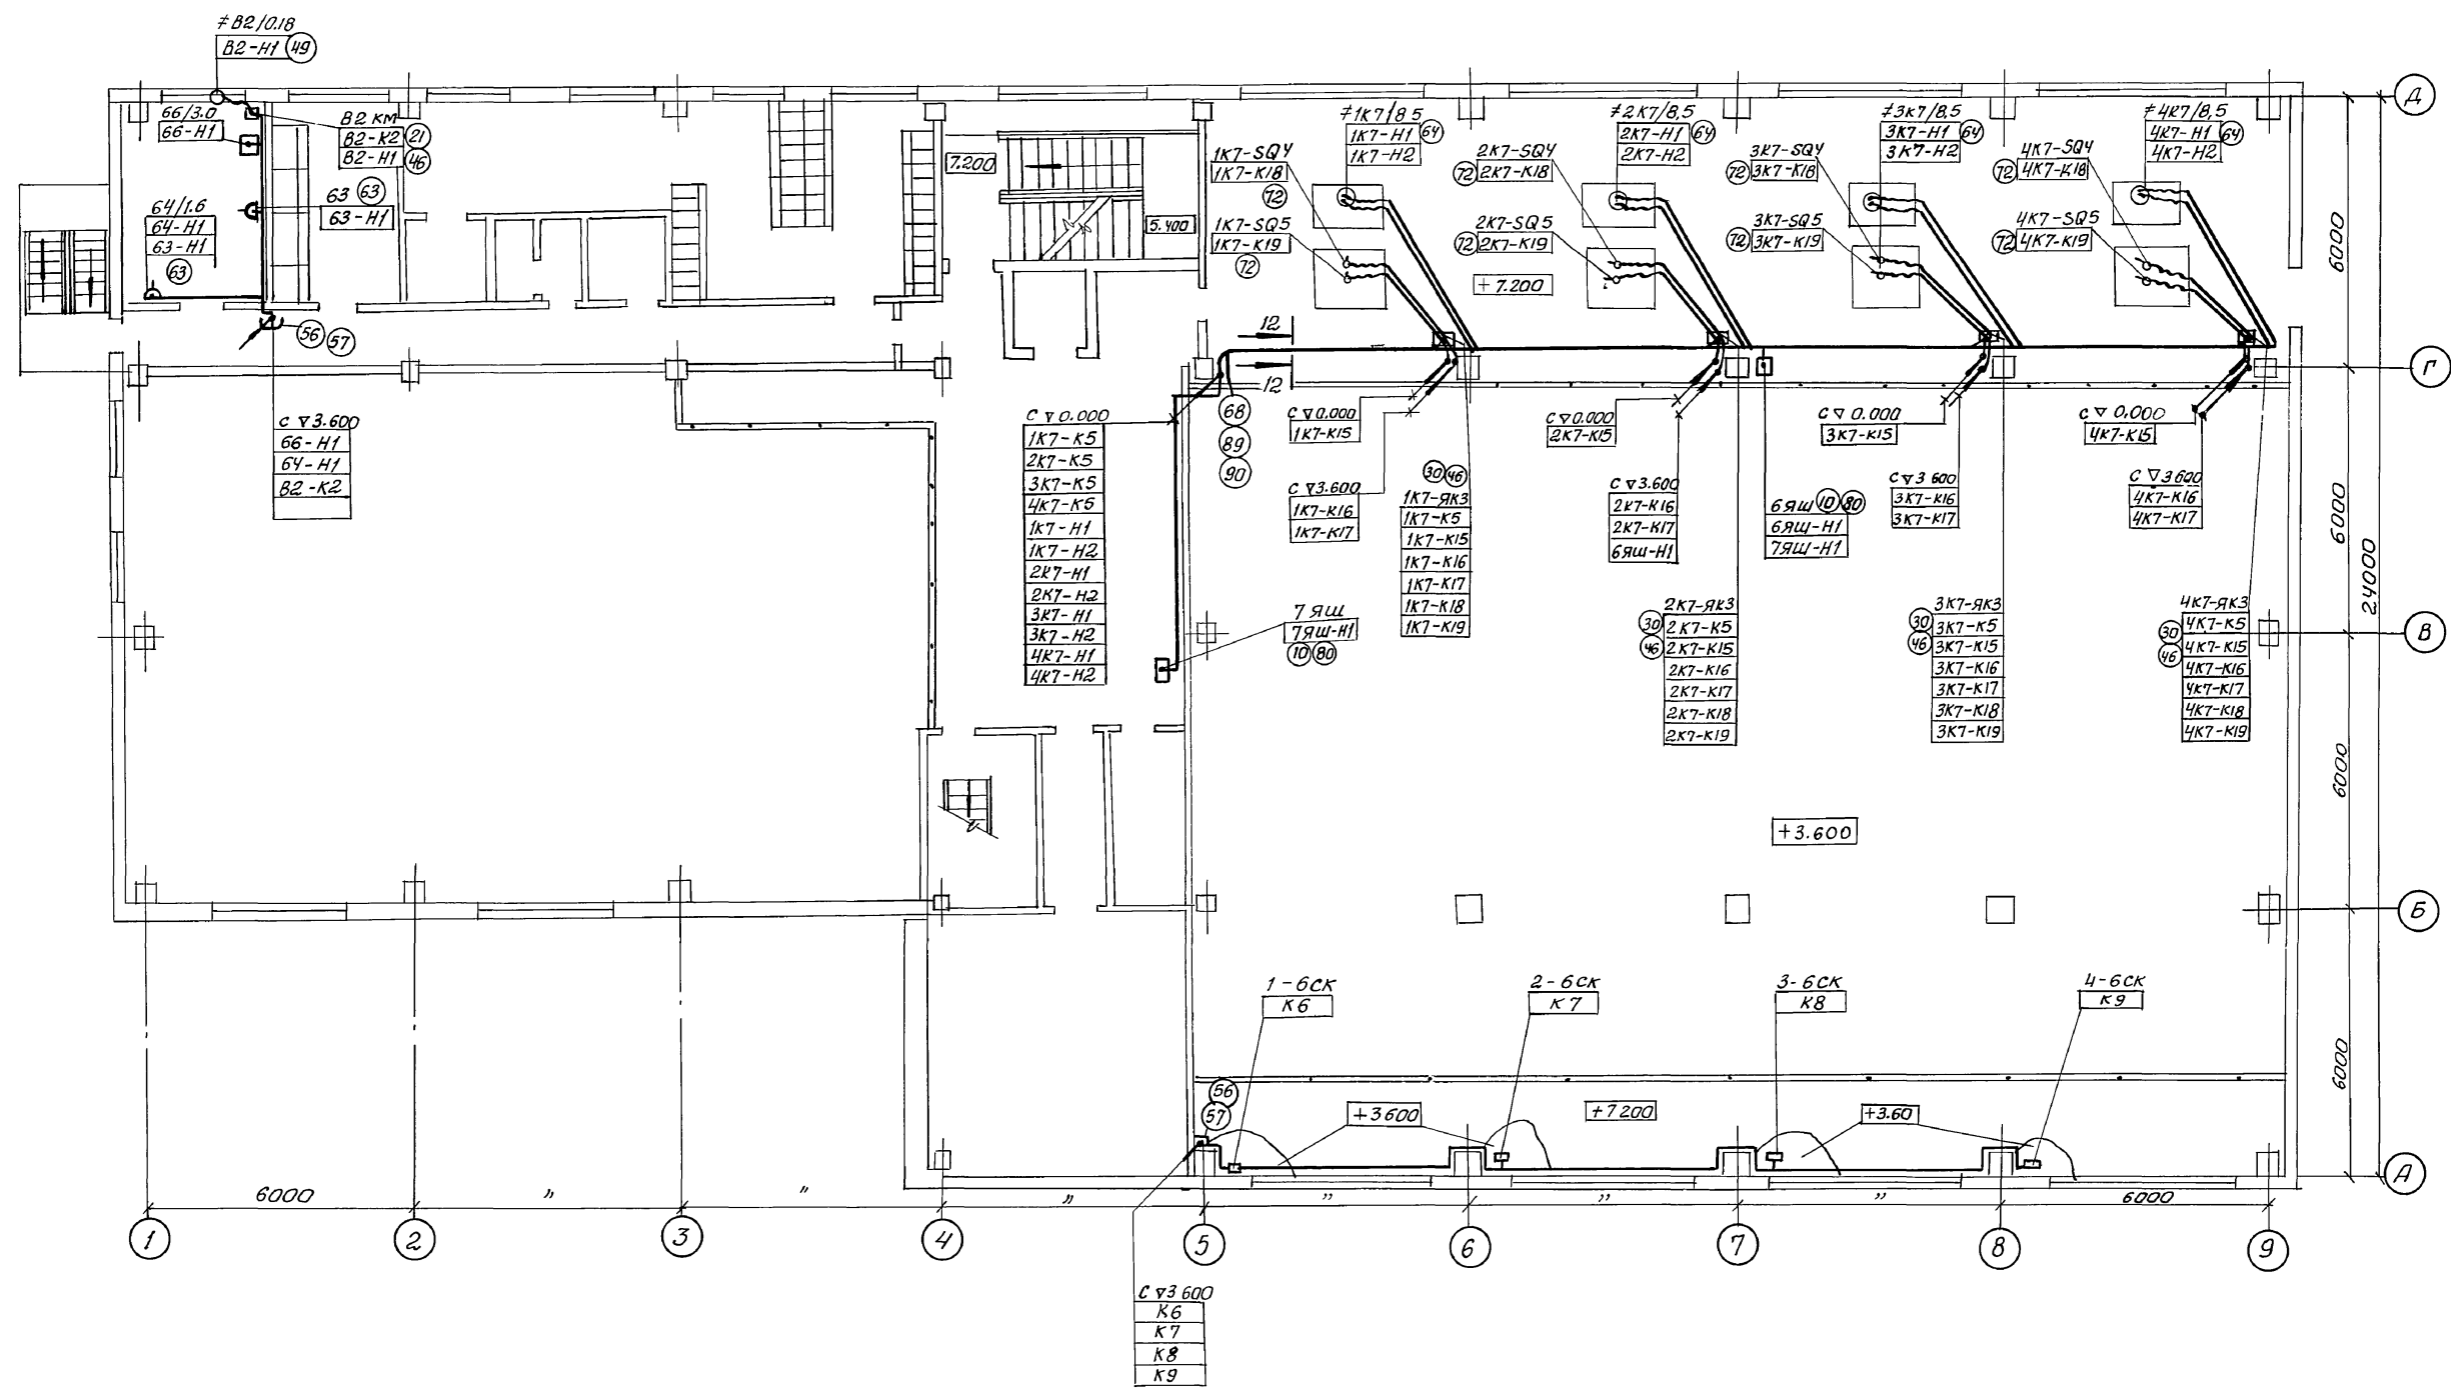 ≠В2/0.18
В2-Н1 49
66/3.0
66-Н1
В2 КМ
В2-К2 21
В2-Н1 46
63 63
63-Н1
64/1.6
64-Н1
63-Н1
63
56 57
С ▽3.600
66-Н1
64-Н1
В2-К2
7.200
5.400
≠1К7/8,5
1К7-Н1 64
1К7-Н2
1К7-SQ4
1К7-К18
72
1К7-SQ5
1К7-К19
72
≠2К7/8,5
2К7-Н1 64
2К7-Н2
2К7-SQ4
72 2К7-К18
2К7-SQ5
72 2К7-К19
+7.200
≠3К7/8,5
3К7-Н1 64
3К7-Н2
3К7-SQ4
72 3К7-К18
3К7-SQ5
72 3К7-К19
≠4К7/8,5
4К7-Н1 64
4К7-Н2
4К7-SQ4
72 4К7-К18
4К7-SQ5
72 4К7-К19
12
12
68
89
90
С ▽0.000
1К7-К5
2К7-К5
3К7-К5
4К7-К5
1К7-Н1
1К7-Н2
2К7-Н1
2К7-Н2
3К7-Н1
3К7-Н2
4К7-Н1
4К7-Н2
7ЯШ
7ЯШ-Н1
10 80
С ▽0.000
1К7-К15
С ▽3.600
1К7-К16
1К7-К17
30 46
1К7-ЯК3
1К7-К5
1К7-К15
1К7-К16
1К7-К17
1К7-К18
1К7-К19
С ▽0.000
2К7-К15
С ▽3.600
2К7-К16
2К7-К17
6ЯШ-Н1
2К7-ЯК3
30 2К7-К5
46 2К7-К15
2К7-К16
2К7-К17
2К7-К18
2К7-К19
6ЯШ 10 80
6ЯШ-Н1
7ЯШ-Н1
С ▽0.000
3К7-К15
С ▽3 600
3К7-К16
3К7-К17
3К7-ЯК3
30 3К7-К5
46 3К7-К15
3К7-К16
3К7-К17
3К7-К18
3К7-К19
С ▽0.000
4К7-К15
С ▽3 600
4К7-К16
4К7-К17
4К7-ЯК3
30 4К7-К5
46 4К7-К15
4К7-К16
4К7-К17
4К7-К18
4К7-К19
+3.600
1-6СК
К6
2-6СК
К7
3-6СК
К8
4-6СК
К9
56
57
+3 600
+7 200
+3.60
С ▽3 600
К6
К7
К8
К9
6000
"
"
"
"
"
"
6000
1
2
3
4
5
6
7
8
9
Д
Г
В
Б
А
6000
6000
6000
6000
24000